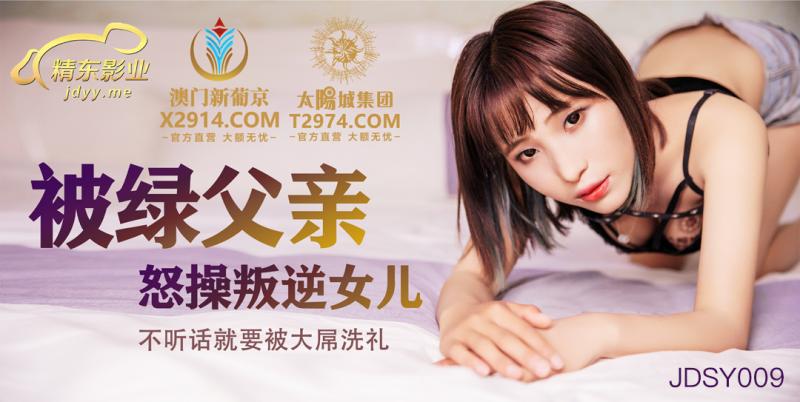 精东影业
jdyy.me
澳门新葡京
X2914.COM
官方直营 大额无忧
太陽城集团
T2974.COM
官方直营 大额无忧
被绿父亲
怒操叛逆女儿
不听话就要被大屌洗礼
JDSY009